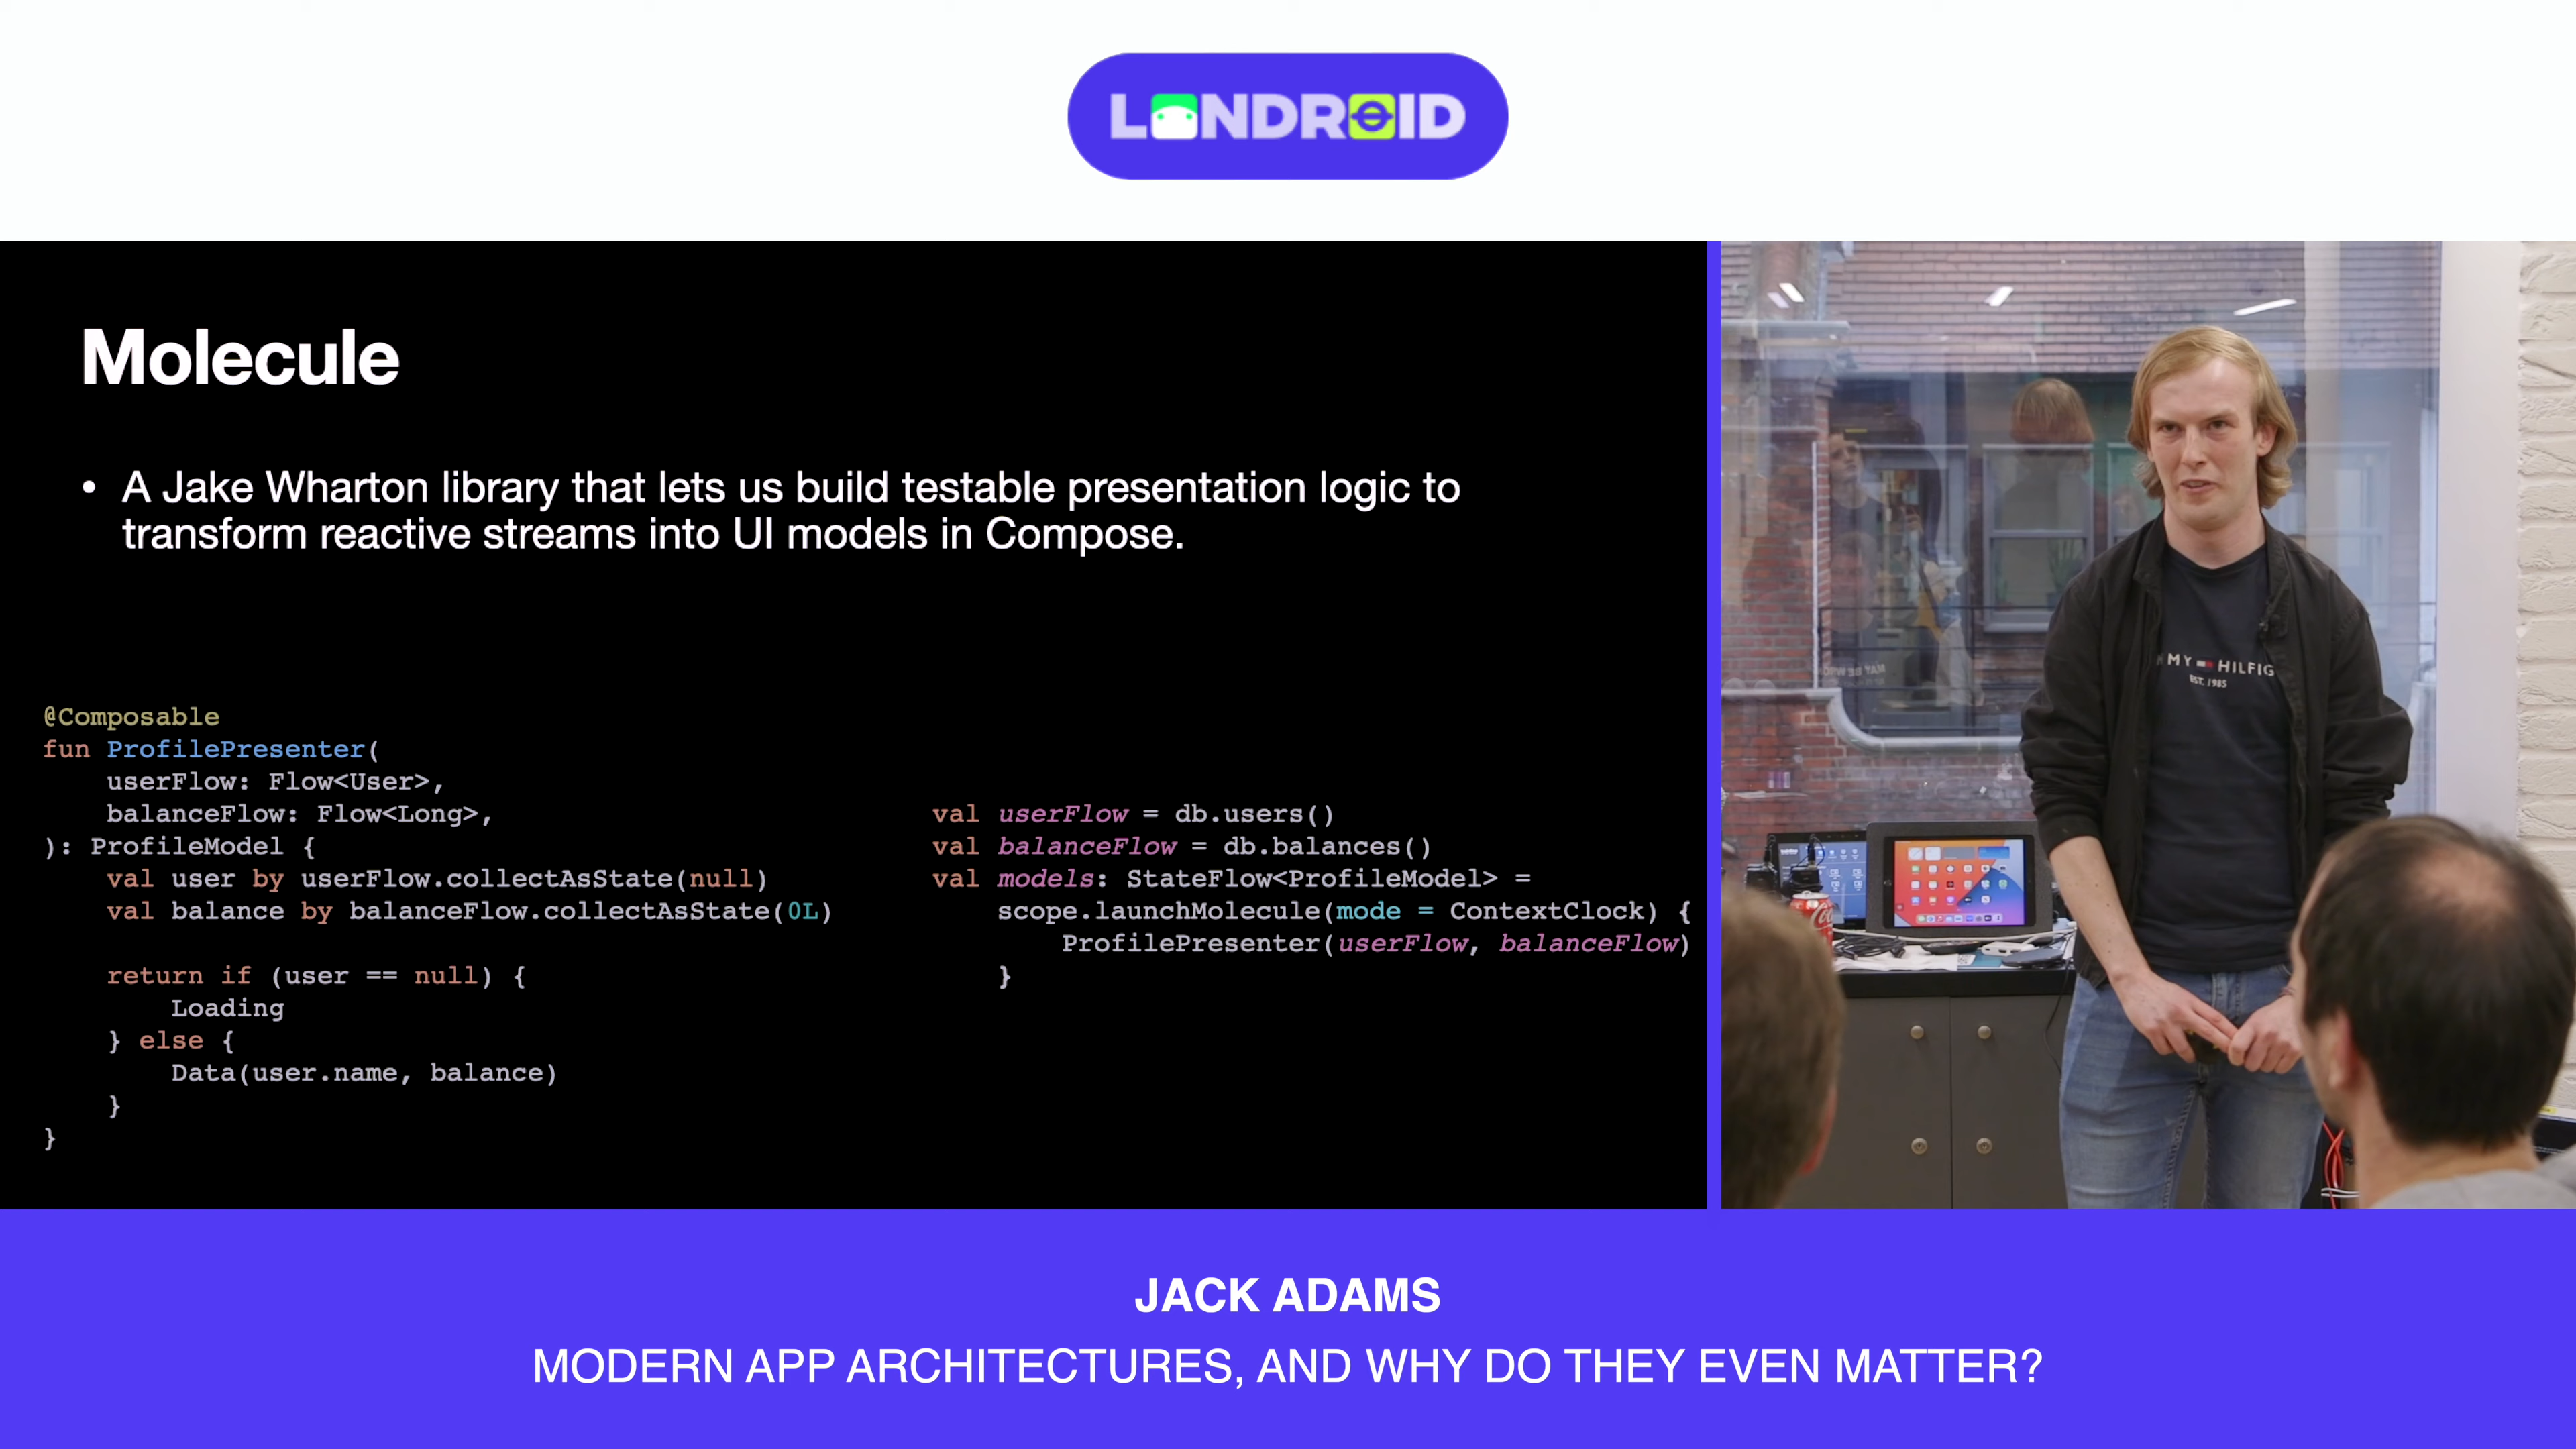 LONDROID
Molecule
• A Jake Wharton library that lets us build testable presentation logic to
transform reactive streams into UI models in Compose.
@Composable
fun ProfilePresenter(
    userFlow: Flow<User>,
    balanceFlow: Flow<Long>,
): ProfileModel {
    val user by userFlow.collectAsState(null)
    val balance by balanceFlow.collectAsState(0L)
    return if (user == null) {
        Loading
    } else {
        Data(user.name, balance)
    }
}
val userFlow = db.users()
val balanceFlow = db.balances()
val models: StateFlow<ProfileModel> =
    scope.launchMolecule(mode = ContextClock) {
        ProfilePresenter(userFlow, balanceFlow)
    }
MY HILFIG
EST. 1985
JACK ADAMS
MODERN APP ARCHITECTURES, AND WHY DO THEY EVEN MATTER?